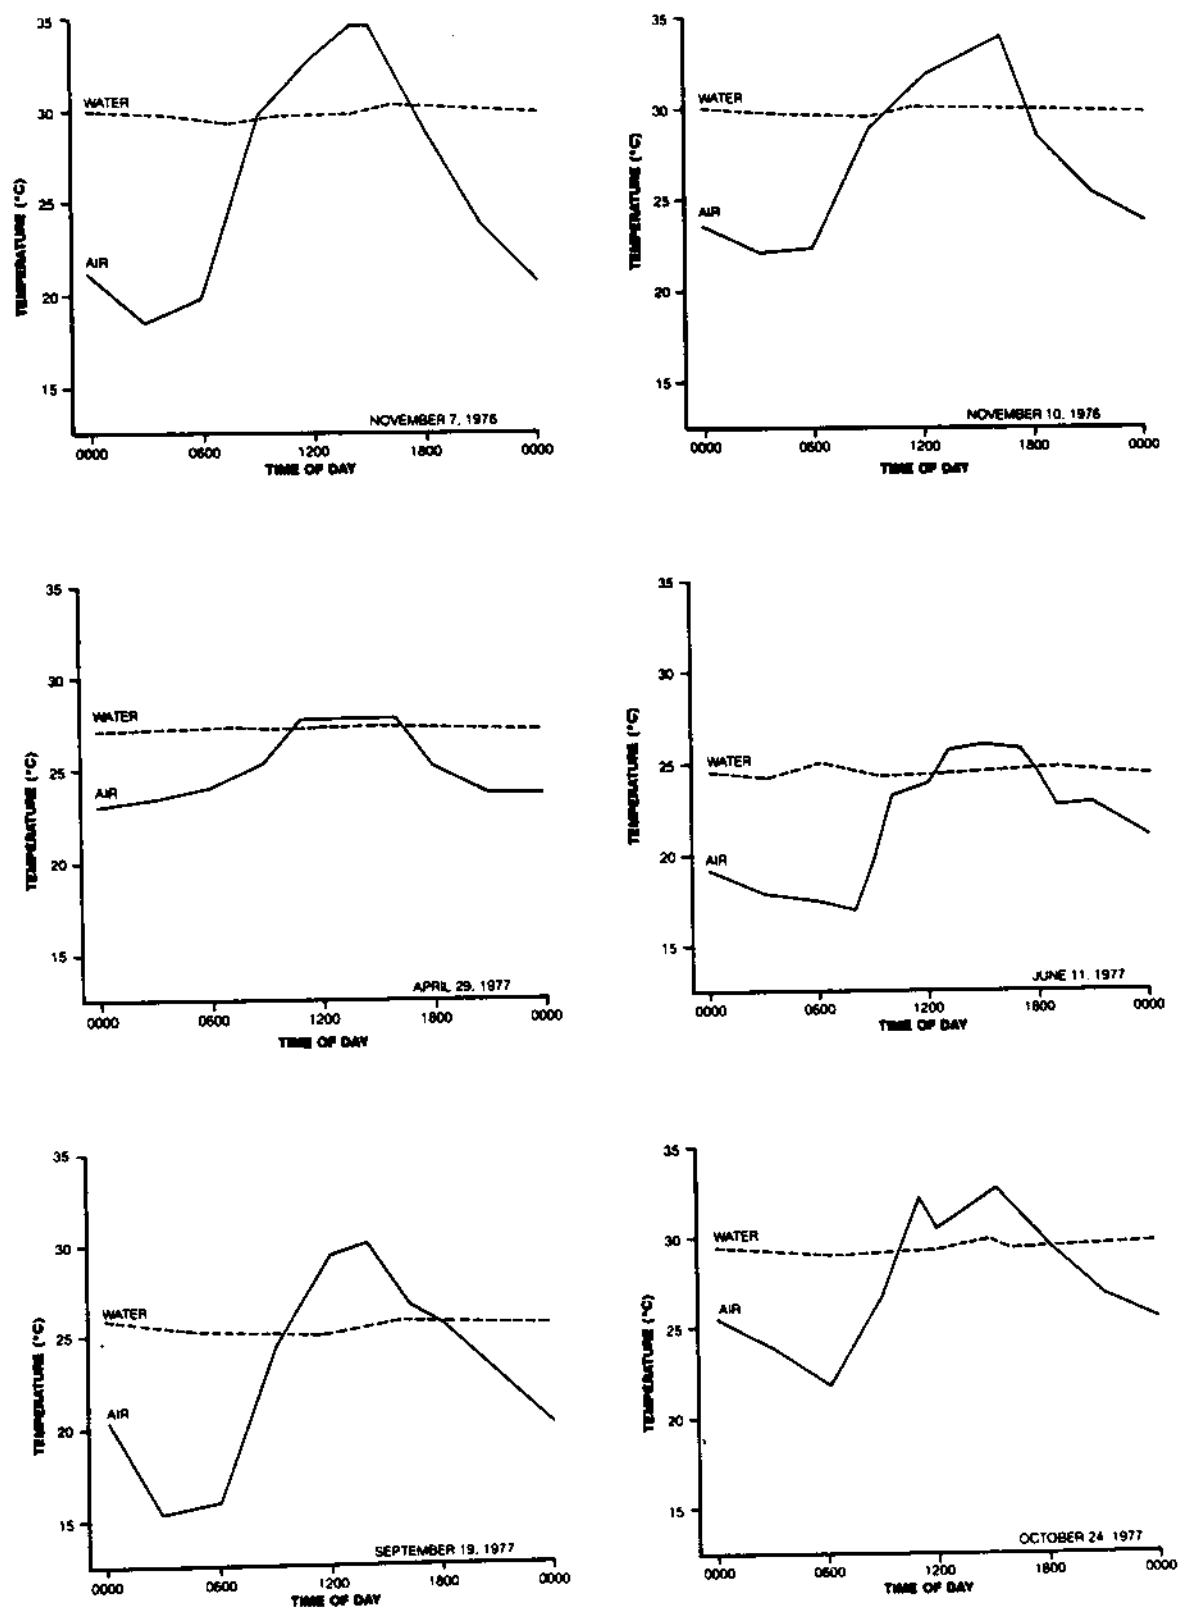 35
30
25
20
15
TEMPERATURE (°C)
WATER
AIR
NOVEMBER 7, 1976
0000 0600 1200 1800 0000
TIME OF DAY
35
30
25
20
15
TEMPERATURE (°C)
WATER
AIR
NOVEMBER 10, 1976
0000 0600 1200 1800 0000
TIME OF DAY
35
30
25
20
15
TEMPERATURE (°C)
WATER
AIR
APRIL 29, 1977
0000 0600 1200 1800 0000
TIME OF DAY
35
30
25
20
15
TEMPERATURE (°C)
WATER
AIR
JUNE 11, 1977
0000 0600 1200 1800 0000
TIME OF DAY
35
30
25
20
15
TEMPERATURE (°C)
WATER
AIR
SEPTEMBER 19, 1977
0000 0600 1200 1800 0000
TIME OF DAY
35
30
25
20
15
TEMPERATURE (°C)
WATER
AIR
OCTOBER 24, 1977
0000 0600 1200 1800 0000
TIME OF DAY